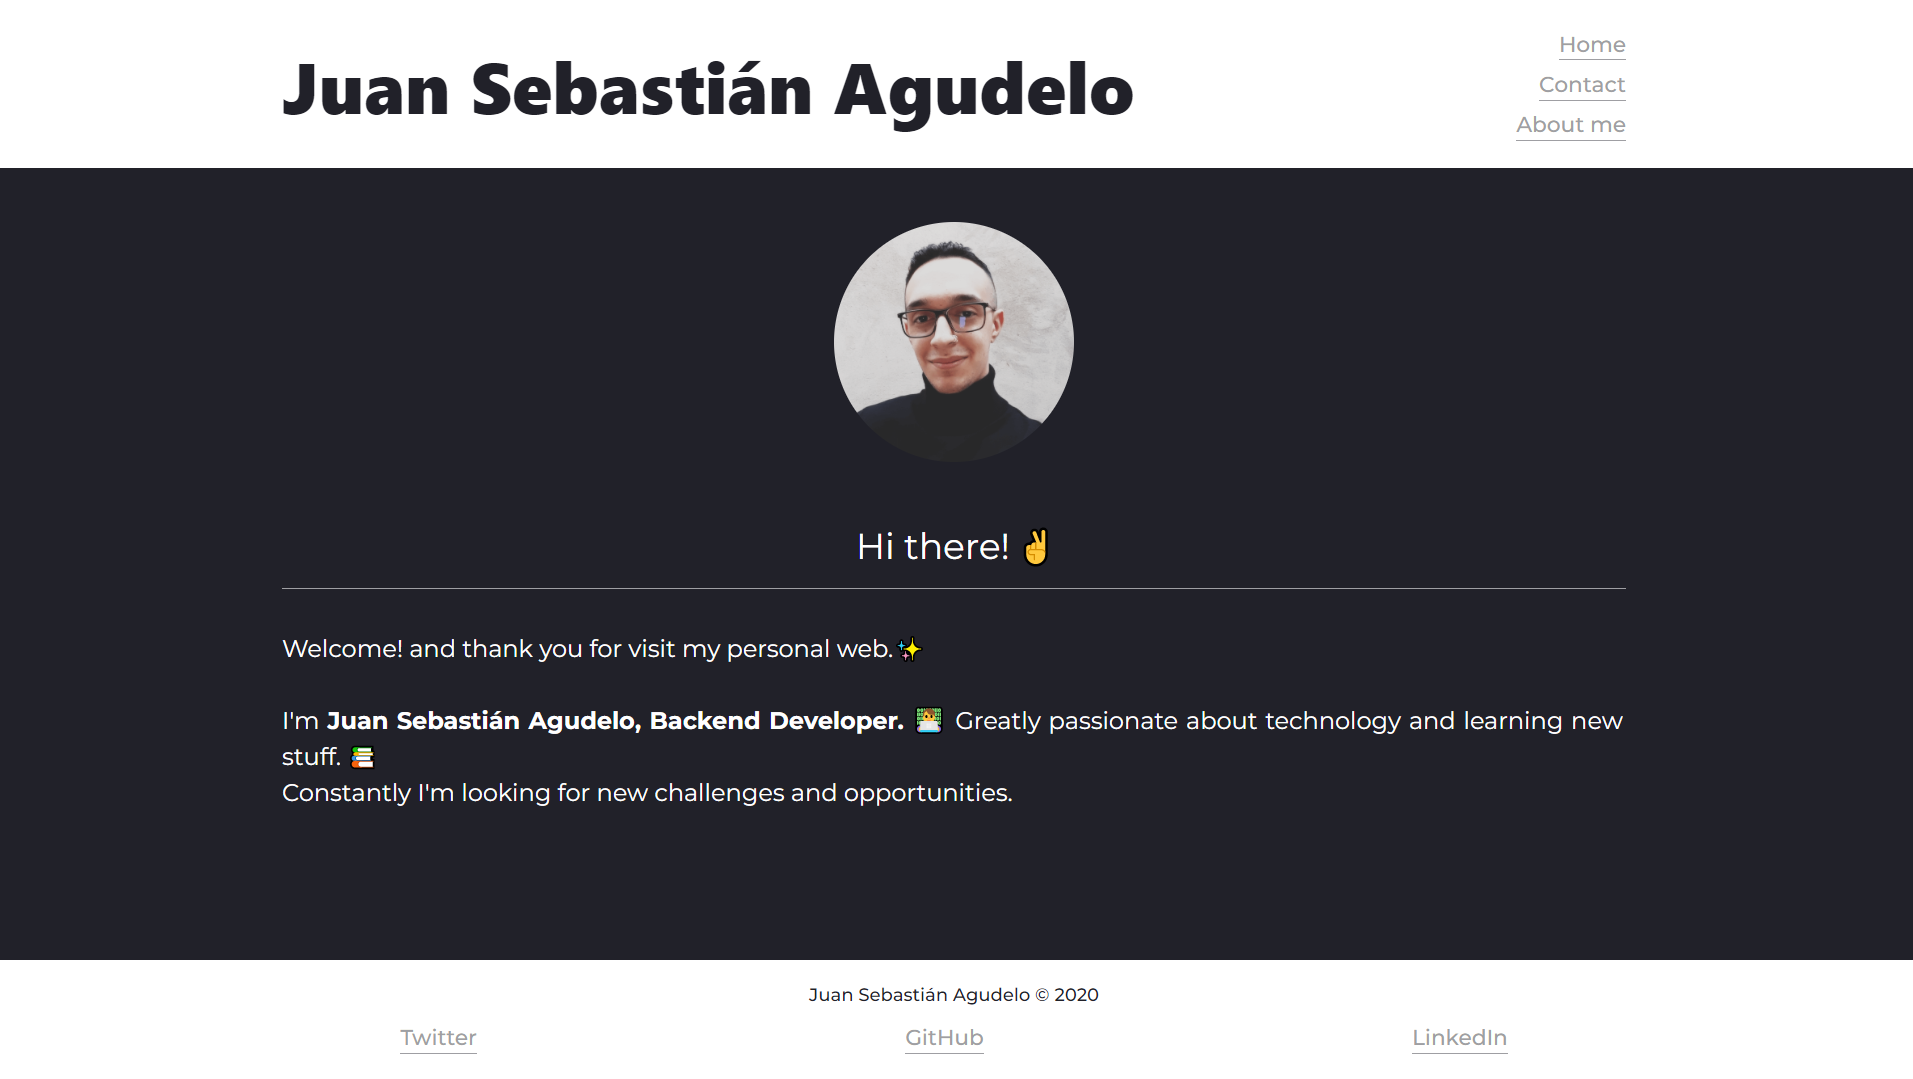 Juan Sebastián Agudelo
Home
Contact
About me
Hi there! ✌
Welcome! and thank you for visit my personal web.✨
I'm Juan Sebastián Agudelo, Backend Developer. 👨‍💻 Greatly passionate about technology and learning new
stuff. 📚
Constantly I'm looking for new challenges and opportunities.
Juan Sebastián Agudelo © 2020
Twitter
GitHub
LinkedIn